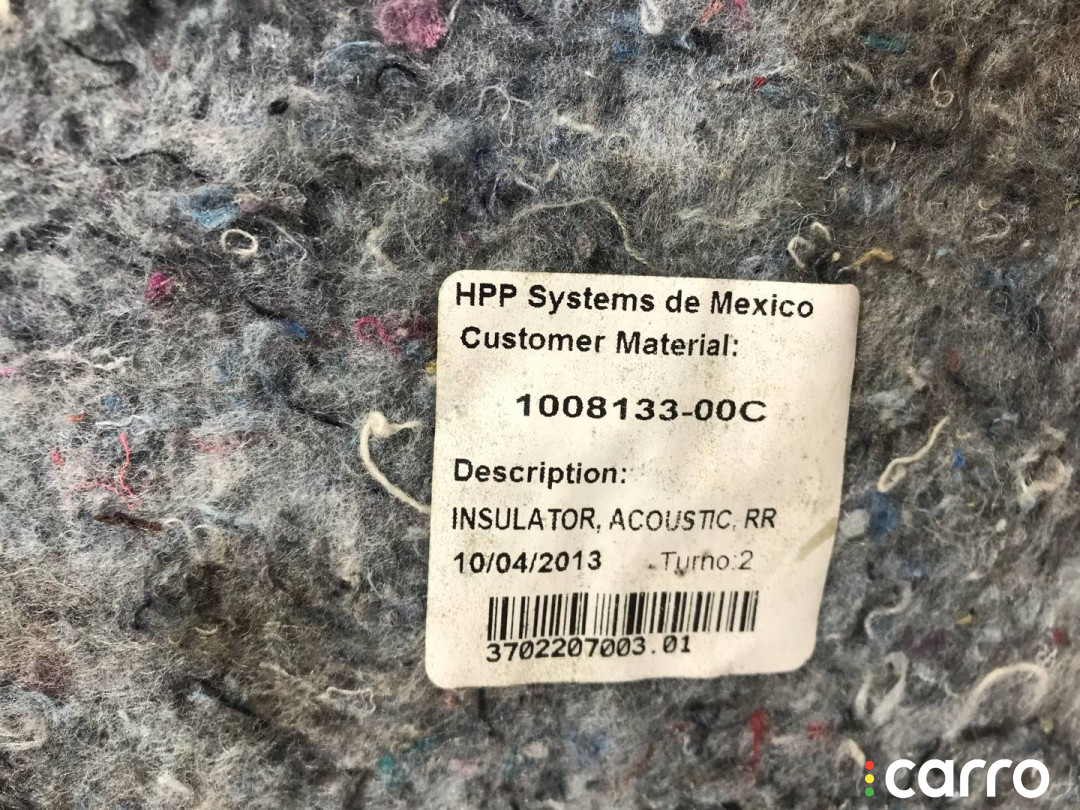 HPP Systems de Mexico
Customer Material:
1008133-00C
Description:
INSULATOR, ACOUSTIC, RR
10/04/2013 Turno:2
3702207003.01
carro